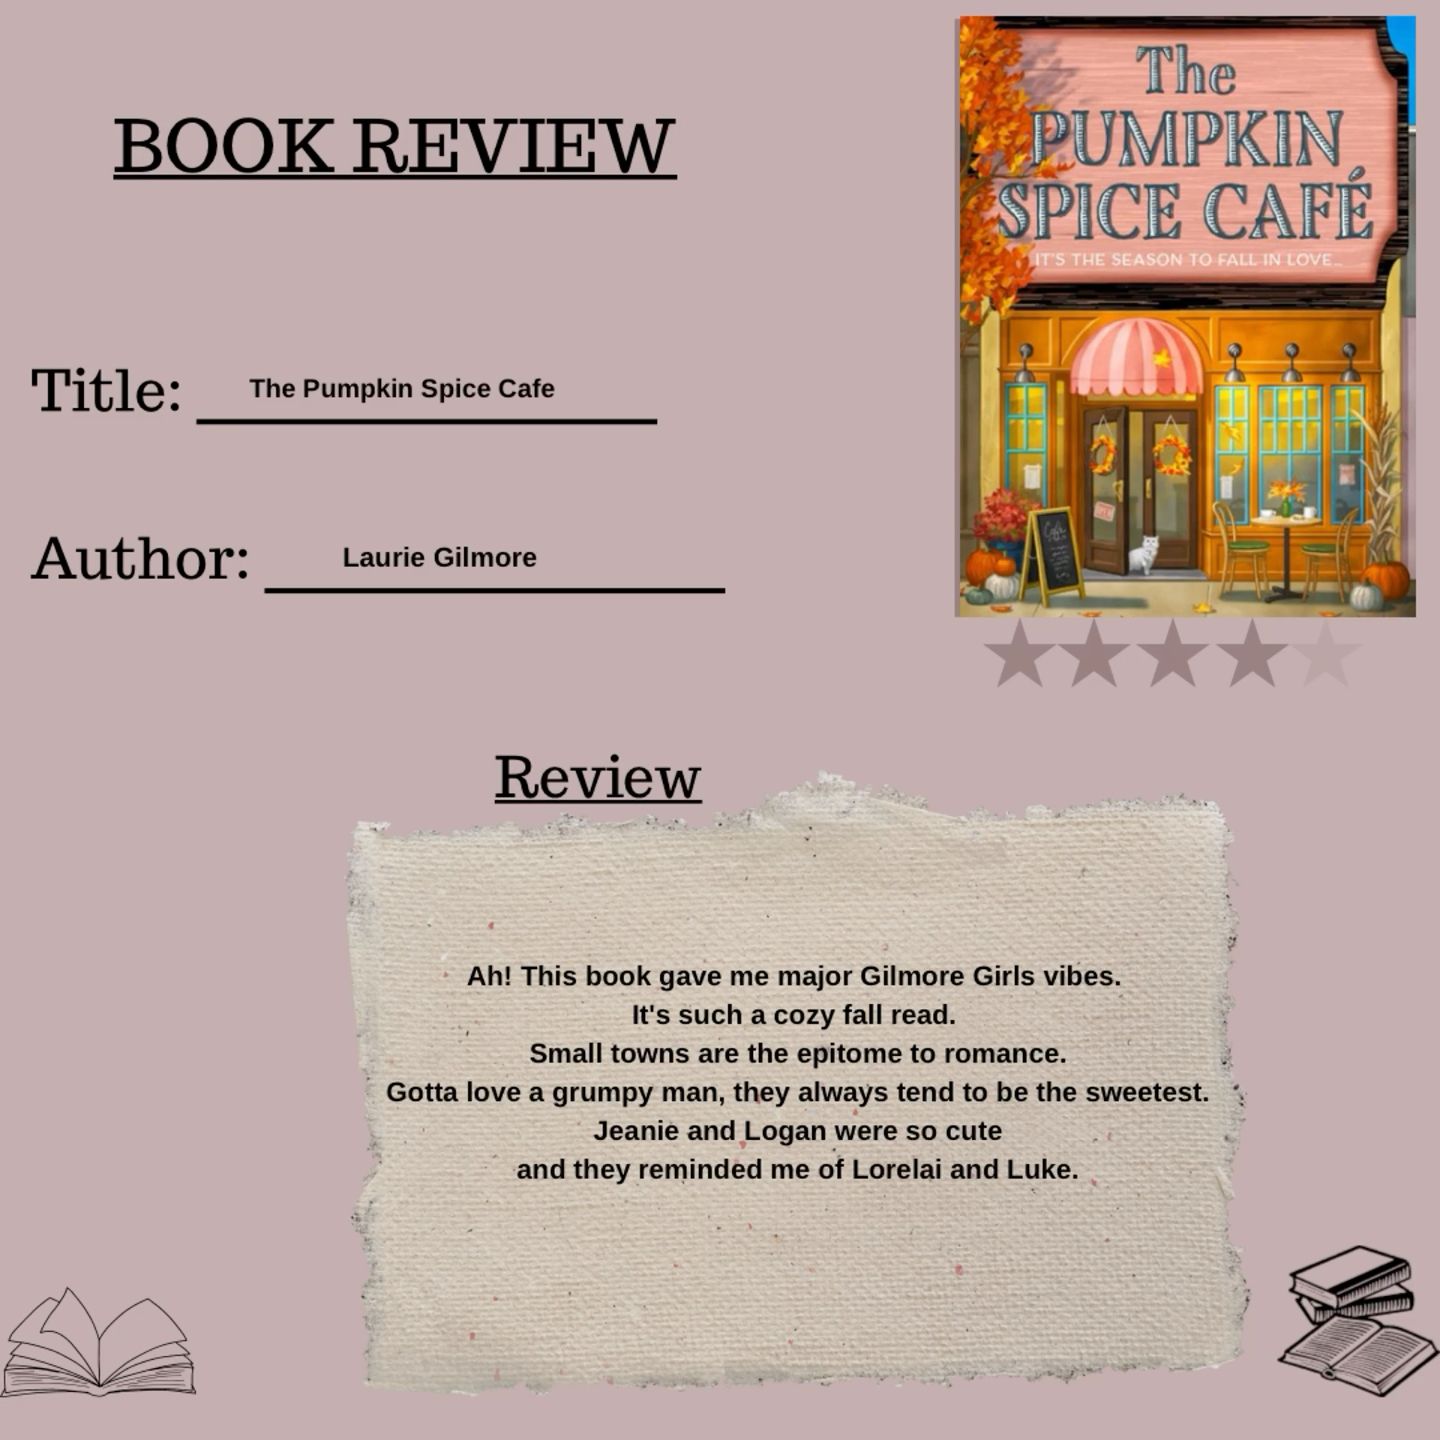 BOOK REVIEW
The
PUMPKIN
SPICE CAFÉ
IT'S THE SEASON TO FALL IN LOVE...
Title: The Pumpkin Spice Cafe
Author: Laurie Gilmore
Review
Ah! This book gave me major Gilmore Girls vibes.
It's such a cozy fall read.
Small towns are the epitome to romance.
Gotta love a grumpy man, they always tend to be the sweetest.
Jeanie and Logan were so cute
and they reminded me of Lorelai and Luke.